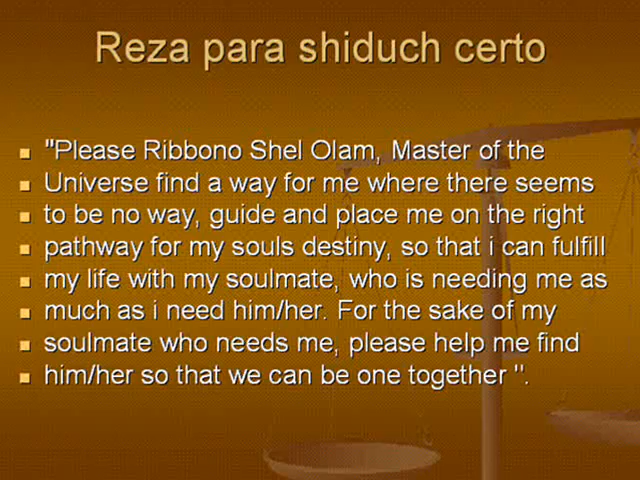 Reza para shiduch certo
"Please Ribbono Shel Olam, Master of the
Universe find a way for me where there seems
to be no way, guide and place me on the right
pathway for my souls destiny, so that i can fulfill
my life with my soulmate, who is needing me as
much as i need him/her. For the sake of my
soulmate who needs me, please help me find
him/her so that we can be one together ".